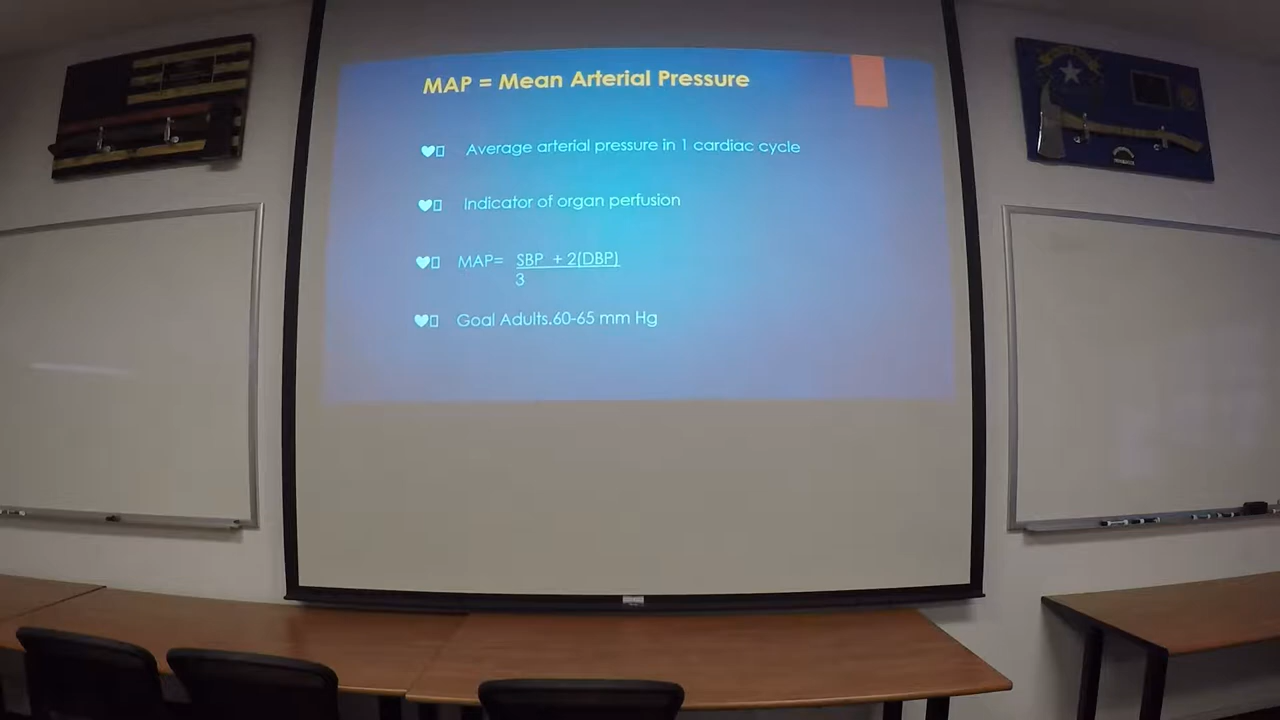 MAP = Mean Arterial Pressure
Average arterial pressure in 1 cardiac cycle
Indicator of organ perfusion
MAP= SBP + 2(DBP)
3
Goal Adults.60-65 mm Hg